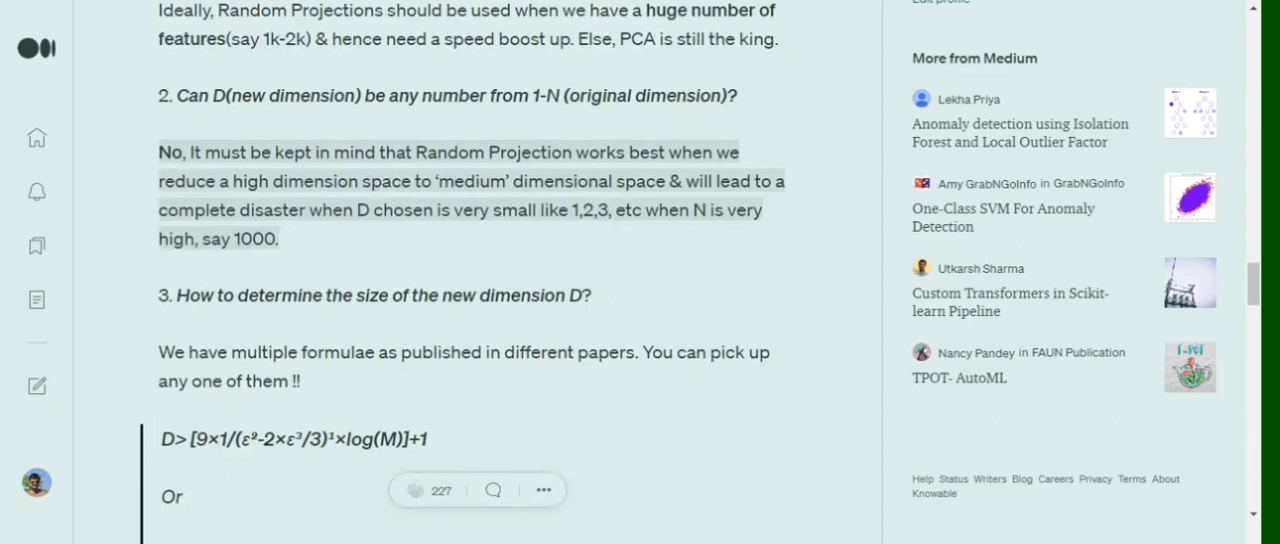 Ideally, Random Projections should be used when we have a huge number of
features(say 1k-2k) & hence need a speed boost up. Else, PCA is still the king.
2. Can D(new dimension) be any number from 1-N (original dimension)?
No, It must be kept in mind that Random Projection works best when we
reduce a high dimension space to ‘medium’ dimensional space & will lead to a
complete disaster when D chosen is very small like 1,2,3, etc when N is very
high, say 1000.
3. How to determine the size of the new dimension D?
We have multiple formulae as published in different papers. You can pick up
any one of them !!
D> [9×1/(ε²-2×ε³/3)¹×log(M)]+1
Or
227
Edit profile
More from Medium
Lekha Priya
Anomaly detection using Isolation
Forest and Local Outlier Factor
Amy GrabNGoInfo in GrabNGoInfo
One-Class SVM For Anomaly
Detection
Utkarsh Sharma
Custom Transformers in Scikit-
learn Pipeline
Nancy Pandey in FAUN Publication
TPOT- AutoML
T-POT
Help Status Writers Blog Careers Privacy Terms About
Knowable